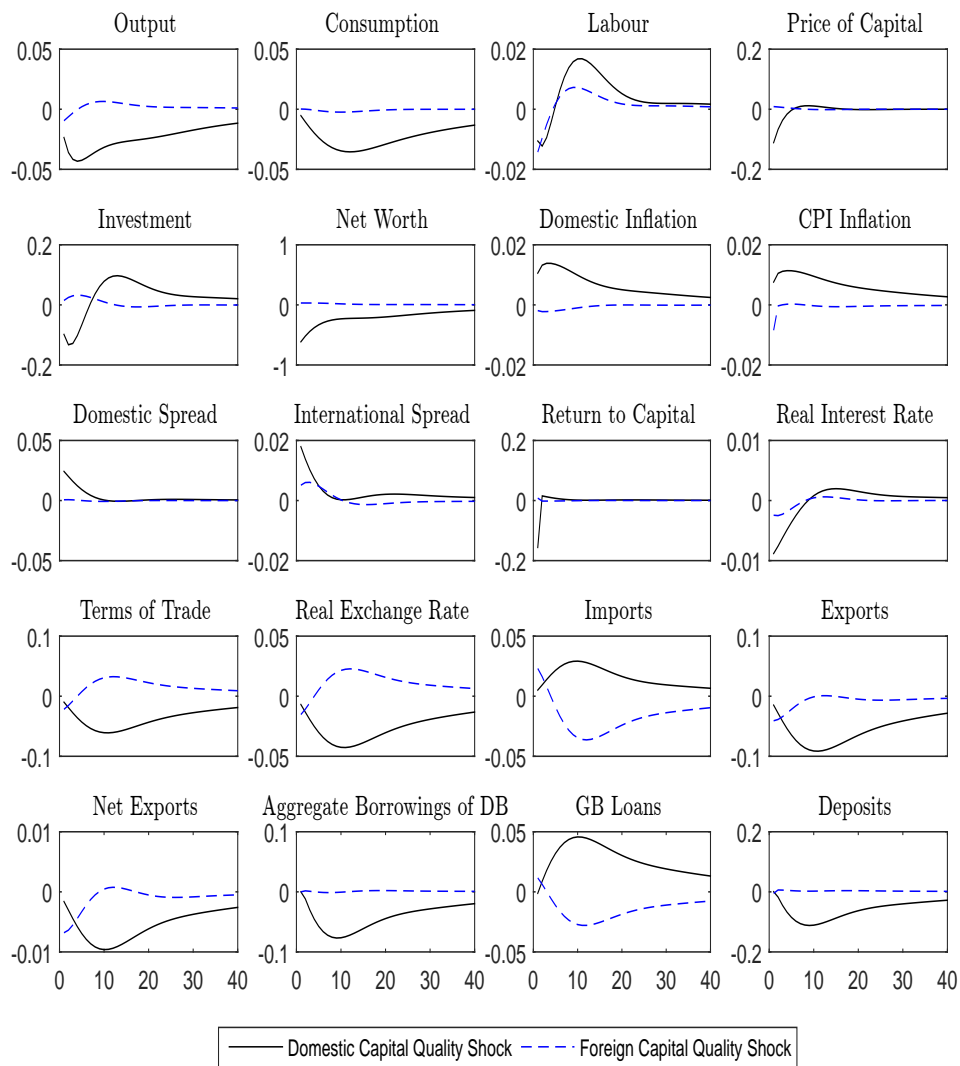 Output Consumption Labour Price of Capital
0.05 0.05 0.02 0.2
0 0 0 0
-0.05 -0.05 -0.02 -0.2
Investment Net Worth Domestic Inflation CPI Inflation
0.2 1 0.02 0.02
0 0 0 0
-0.2 -1 -0.02 -0.02
Domestic Spread International Spread Return to Capital Real Interest Rate
0.05 0.02 0.2 0.01
0 0 0 0
-0.05 -0.02 -0.2 -0.01
Terms of Trade Real Exchange Rate Imports Exports
0.1 0.05 0.05 0.1
0 0 0 0
-0.1 -0.05 -0.05 -0.1
Net Exports Aggregate Borrowings of DB GB Loans Deposits
0.01 0.1 0.05 0.2
0 0 0 0
-0.01 -0.1 -0.05 -0.2
0 10 20 30 40 0 10 20 30 40 0 10 20 30 40 0 10 20 30 40
Domestic Capital Quality Shock Foreign Capital Quality Shock